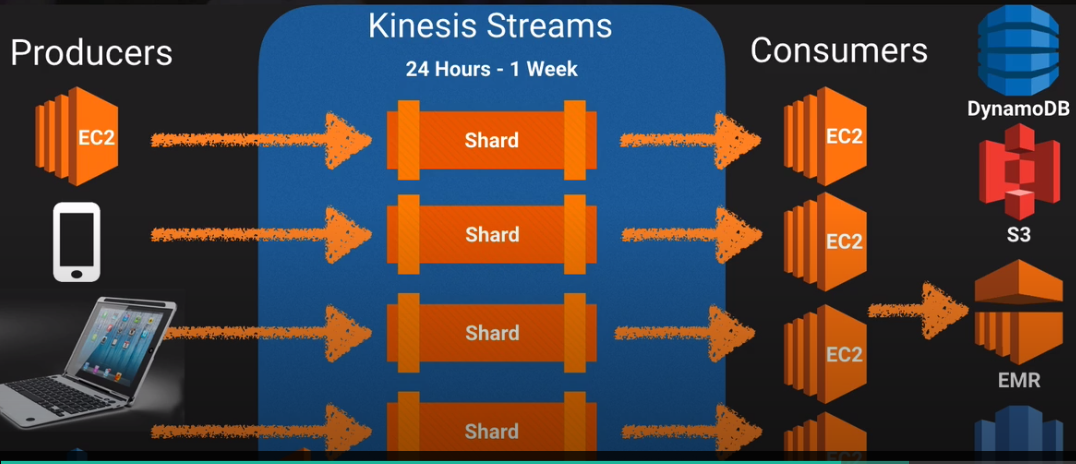 Producers
Kinesis Streams
24 Hours - 1 Week
Consumers
DynamoDB
EC2
Shard
EC2
S3
Shard
EC2
Shard
EC2
EMR
Shard
EC2